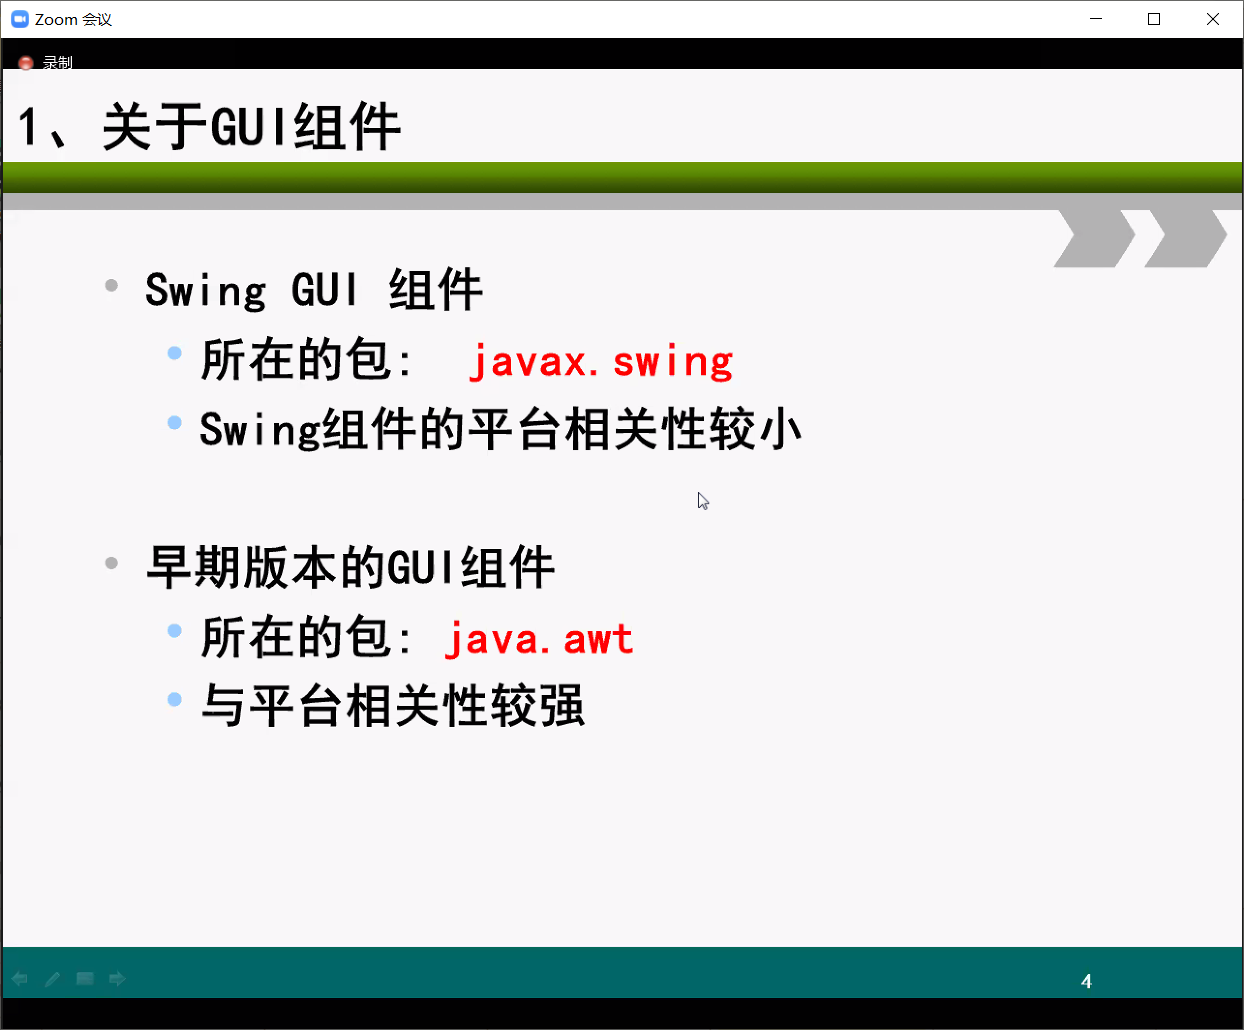 Zoom 会议
录制
1、关于GUI组件
Swing GUI 组件
所在的包： javax.swing
Swing组件的平台相关性较小
早期版本的GUI组件
所在的包：java.awt
与平台相关性较强
4